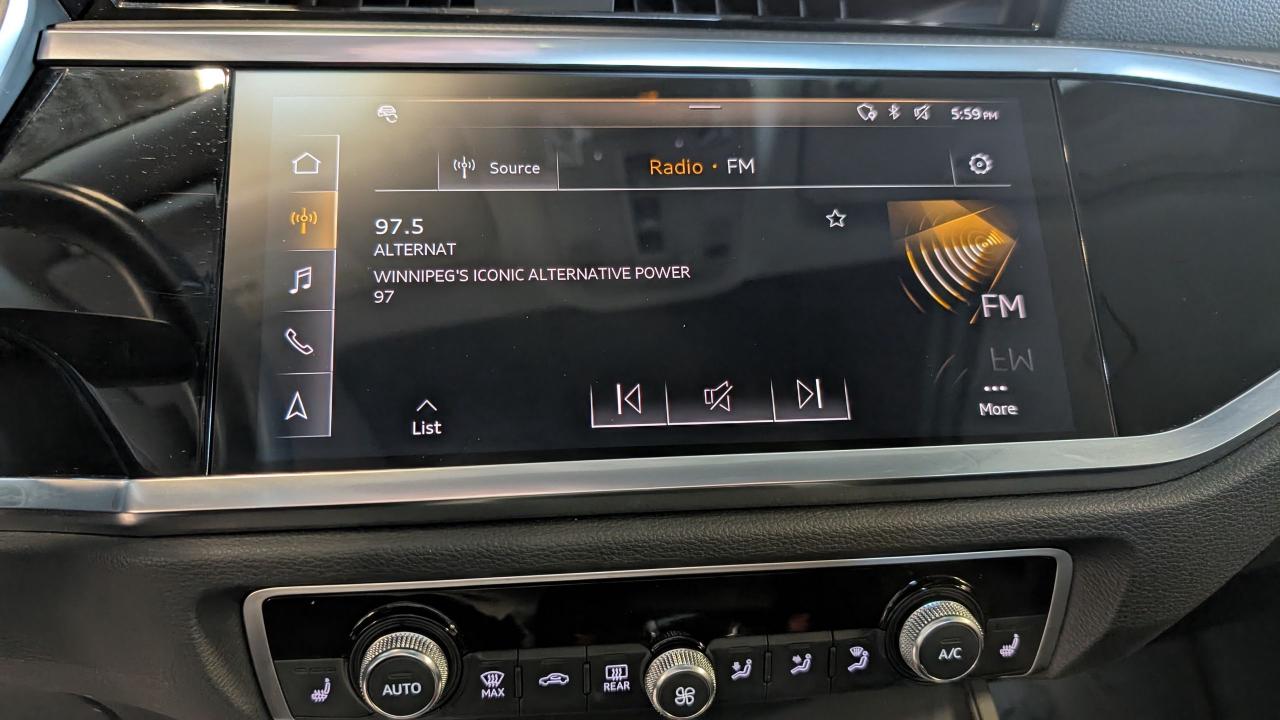 5:59 PM
Source
Radio · FM
97.5
ALTERNAT
WINNIPEG'S ICONIC ALTERNATIVE POWER
97
FM
List
More
AUTO
MAX
REAR
A/C